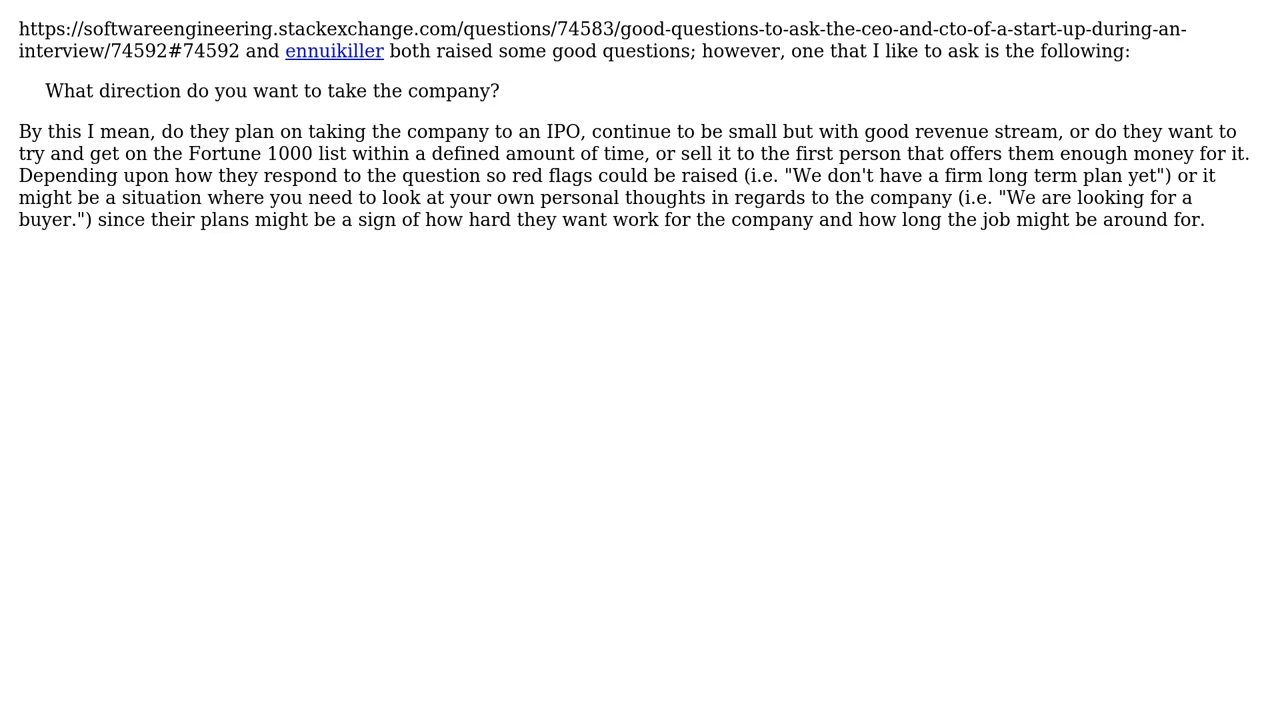 https://softwareengineering.stackexchange.com/questions/74583/good-questions-to-ask-the-ceo-and-cto-of-a-start-up-during-an-
interview/74592#74592 and ennuikiller both raised some good questions; however, one that I like to ask is the following:
What direction do you want to take the company?
By this I mean, do they plan on taking the company to an IPO, continue to be small but with good revenue stream, or do they want to
try and get on the Fortune 1000 list within a defined amount of time, or sell it to the first person that offers them enough money for it.
Depending upon how they respond to the question so red flags could be raised (i.e. "We don't have a firm long term plan yet") or it
might be a situation where you need to look at your own personal thoughts in regards to the company (i.e. "We are looking for a
buyer.") since their plans might be a sign of how hard they want work for the company and how long the job might be around for.